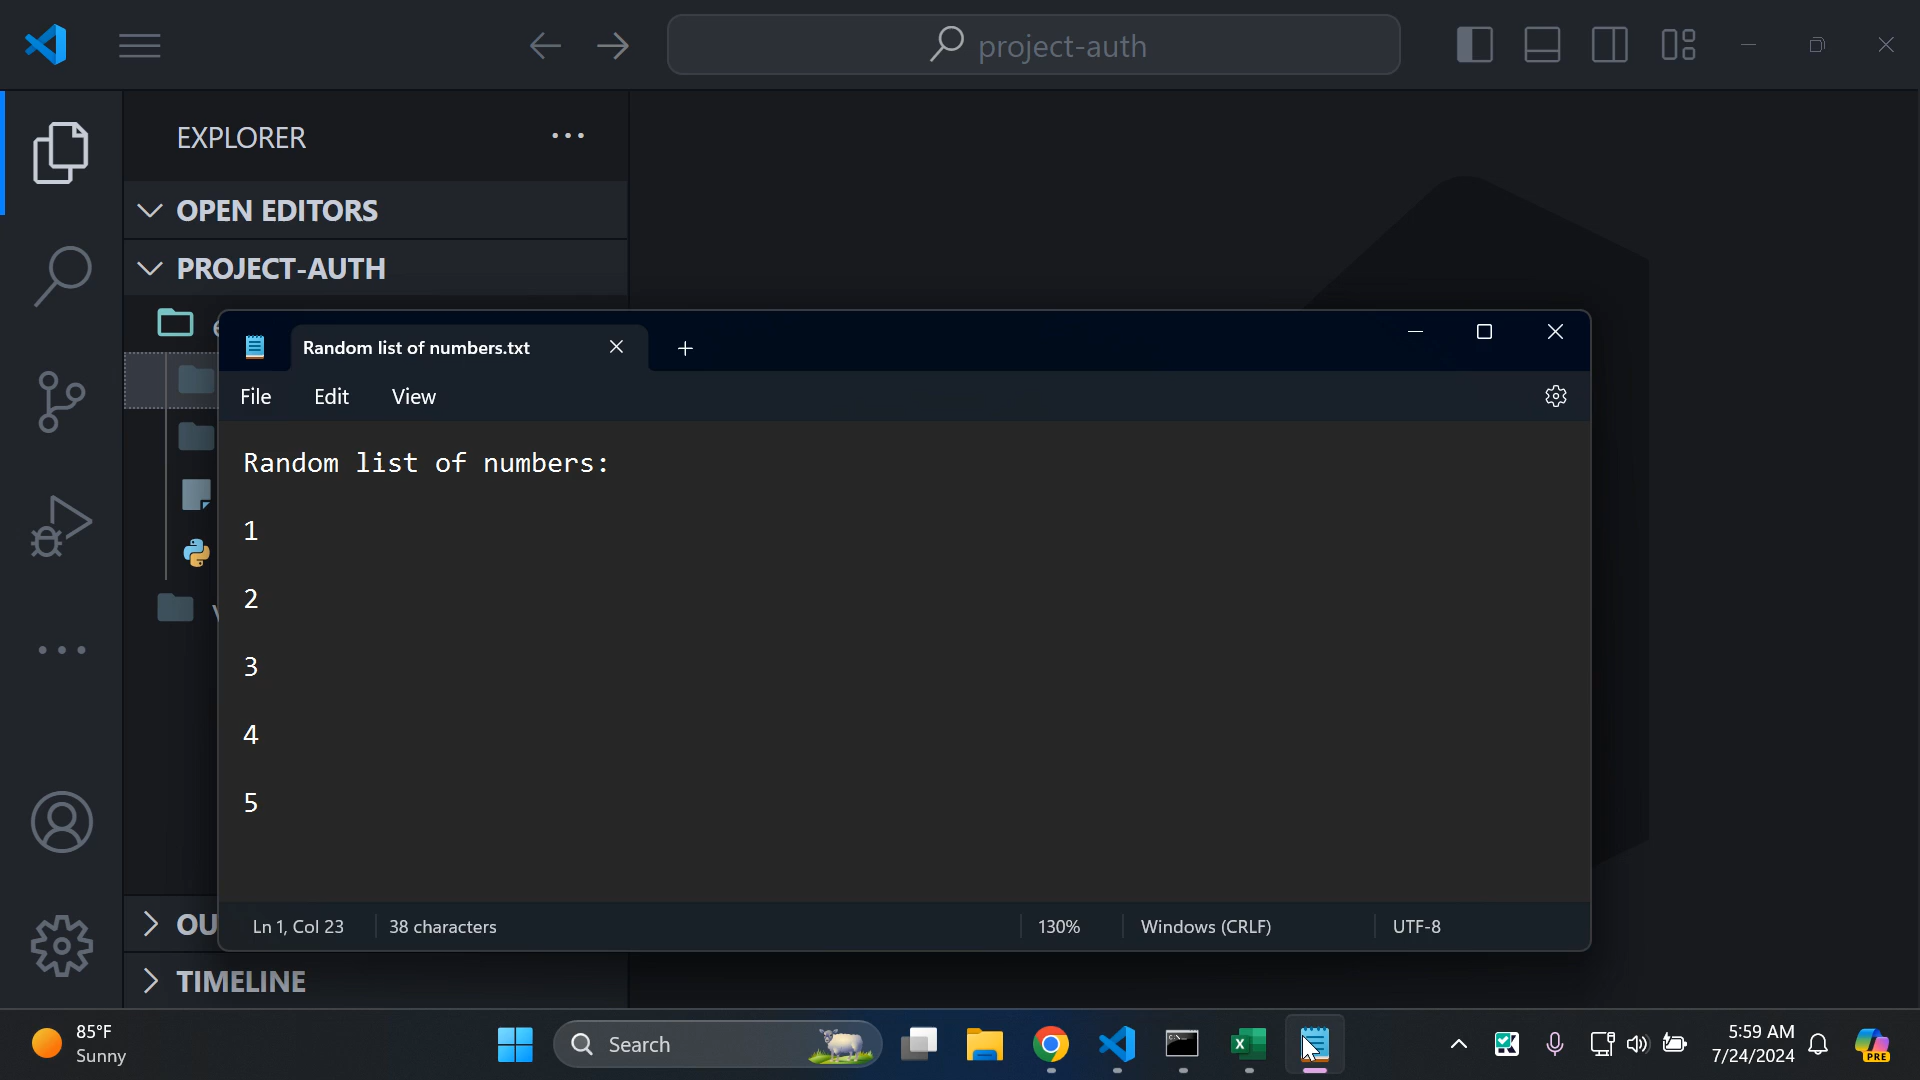 project-auth
EXPLORER
OPEN EDITORS
PROJECT-AUTH
Random list of numbers.txt
File Edit View
Random list of numbers:
1
2
3
4
5
Ln 1, Col 23 38 characters 130% Windows (CRLF) UTF-8
OU
TIMELINE
85°F
Sunny
Search
5:59 AM
7/24/2024
PRE